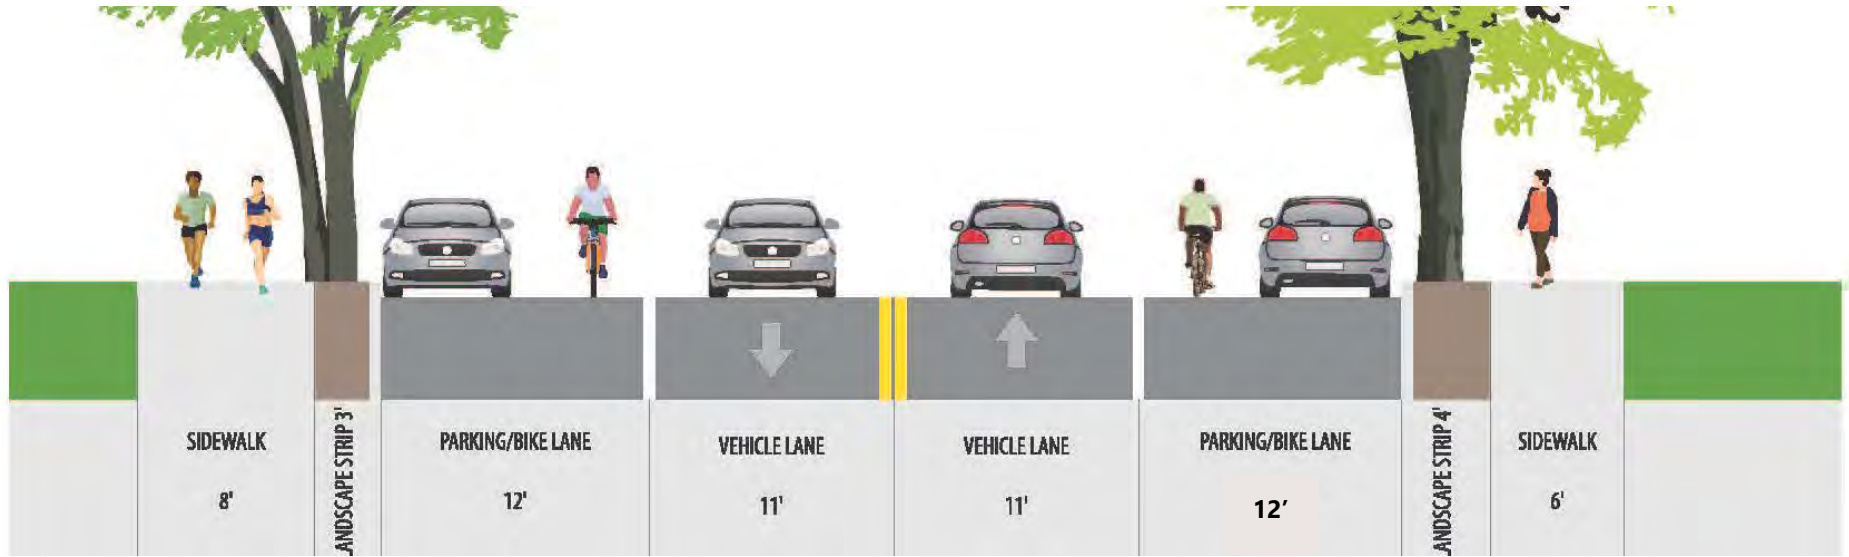 SIDEWALK
8'
LANDSCAPE STRIP 3'
PARKING/BIKE LANE
12'
VEHICLE LANE
11'
VEHICLE LANE
11'
PARKING/BIKE LANE
12’
LANDSCAPE STRIP 4'
SIDEWALK
6'